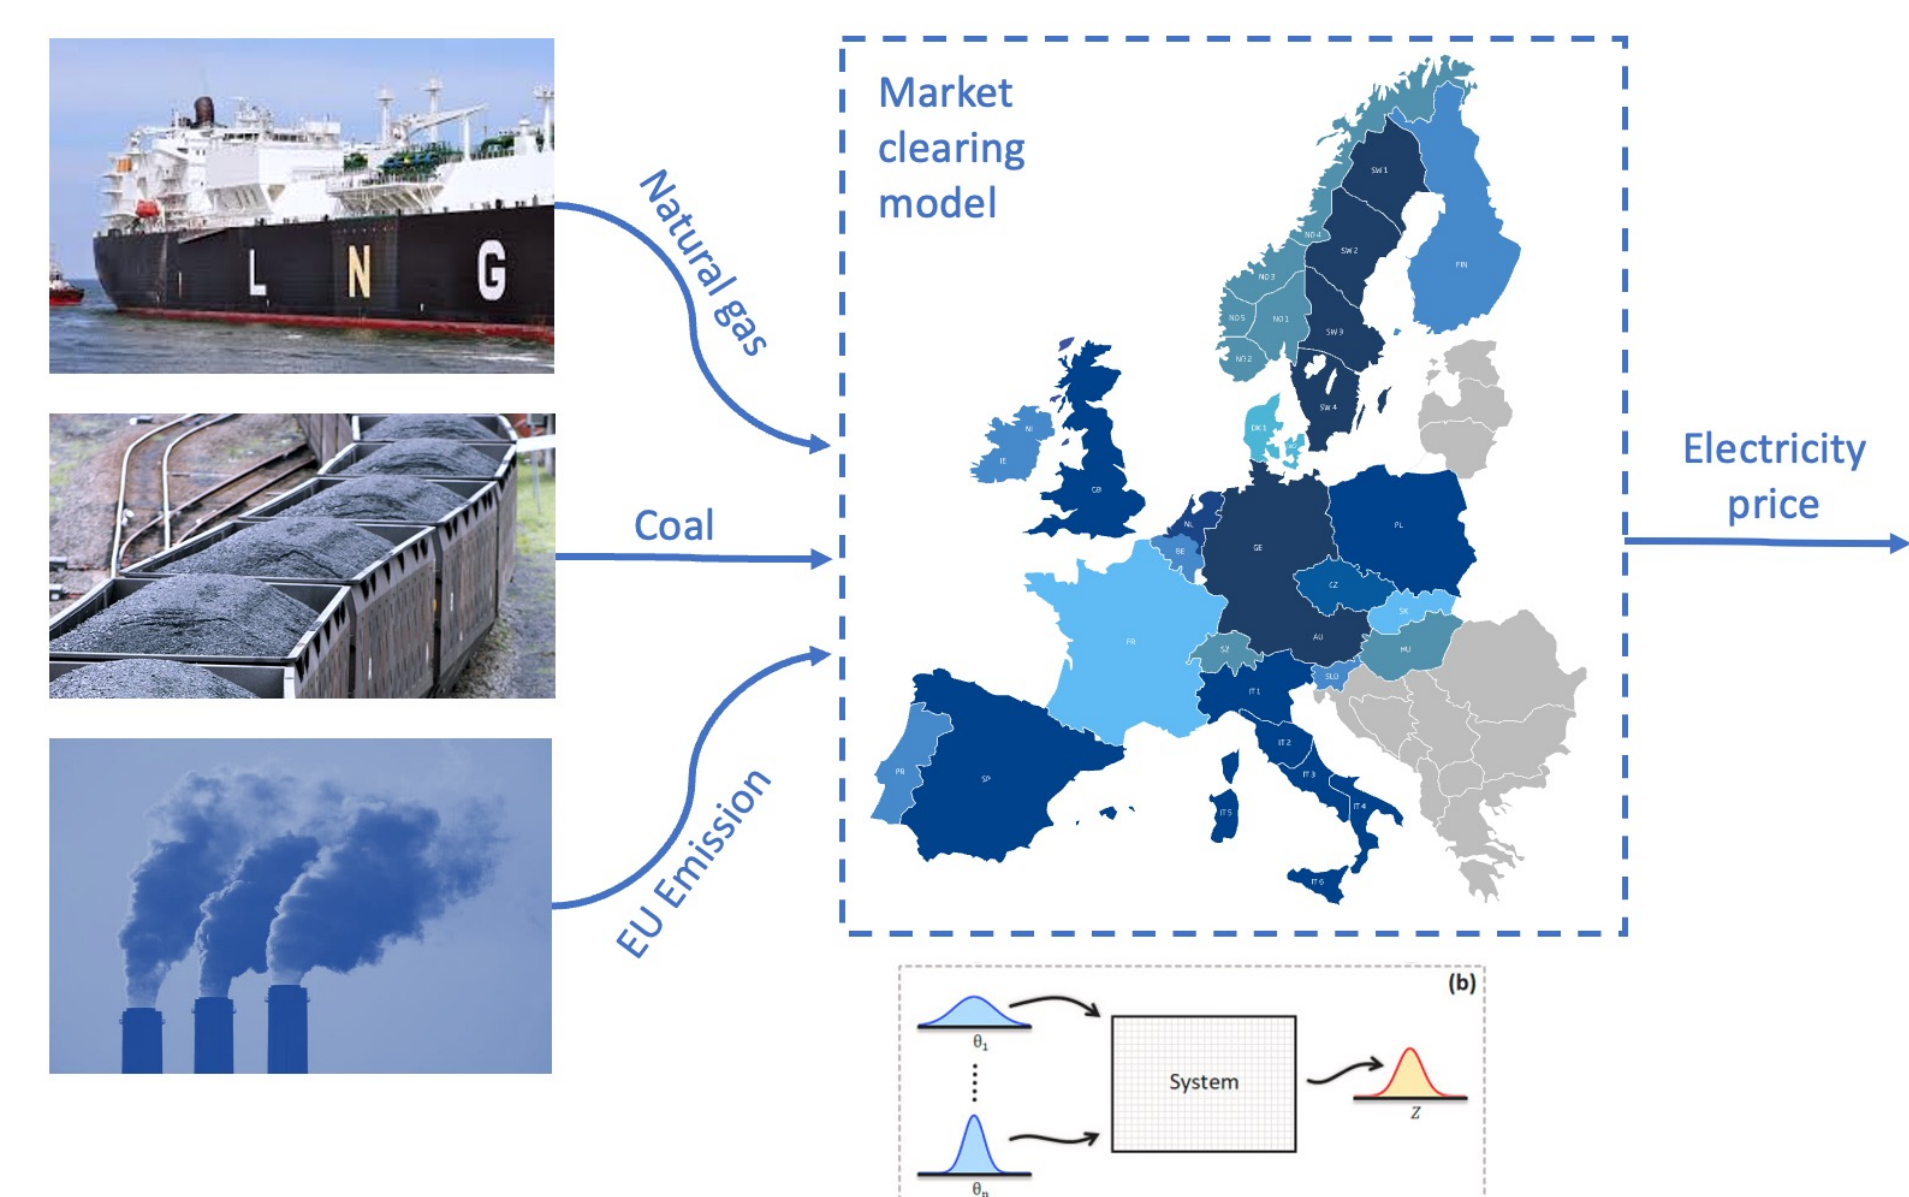 L N G
Natural gas
Coal
EU Emission
Market
clearing
model
SW 1
SW 2
SW 3
SW 4
FIN
NO 4
NO 3
NO 5
NO 1
NO 2
DK 1
NI
IE
GB
NL
BE
GE
PL
CZ
SK
AU
HU
FR
SZ
SLO
IT 1
IT 2
IT 3
IT 4
IT 5
IT 6
PR
SP
Electricity
price
(b)
θ1
System
Z
θn